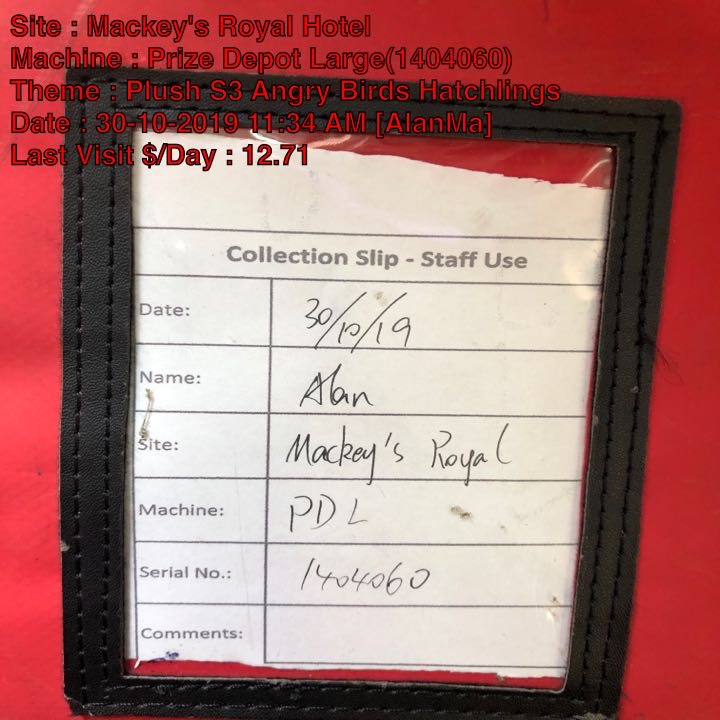 Site : Mackey's Royal Hotel
Machine : Prize Depot Large(1404060)
Theme : Plush S3 Angry Birds Hatchlings
Date : 30-10-2019 11:34 AM [AlanMa]
Last Visit $/Day : 12.71
Collection Slip - Staff Use
Date: 30/10/19
Name: Alan
Site: Mackey's Royal
Machine: PDL
Serial No.: 1404060
Comments: